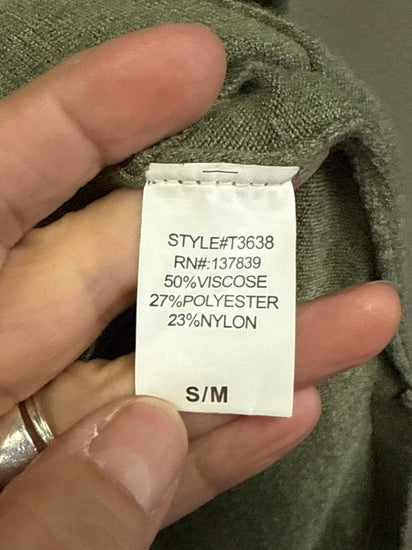 STYLE#T3638
RN#:137839
50%VISCOSE
27%POLYESTER
23%NYLON
S/M